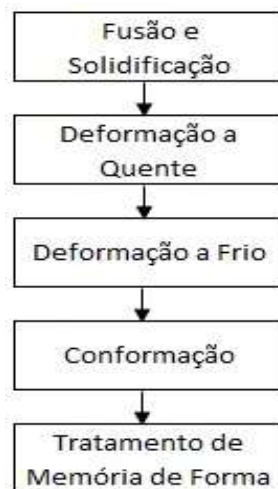 Fusão e
Solidificação
Deformação a
Quente
Deformação a Frio
Conformação
Tratamento de
Memória de Forma